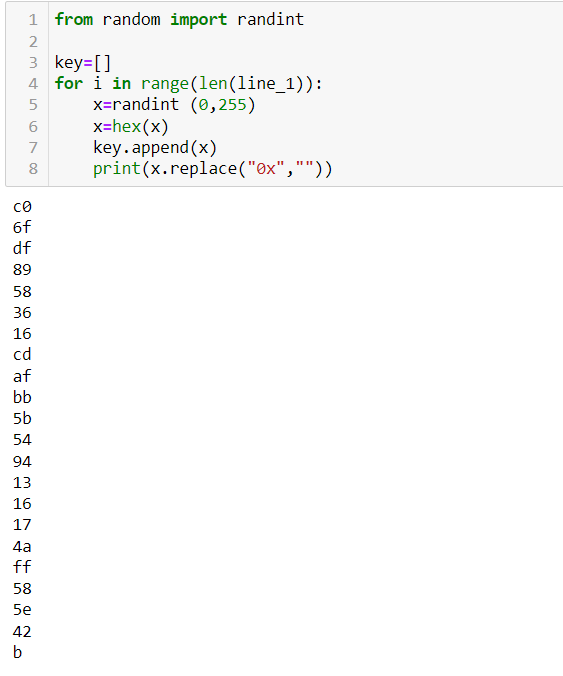 1 from random import randint
2
3 key=[]
4 for i in range(len(line_1)):
5     x=randint (0,255)
6     x=hex(x)
7     key.append(x)
8     print(x.replace("0x",""))
c0
6f
df
89
58
36
16
cd
af
bb
5b
54
94
13
16
17
4a
ff
58
5e
42
b